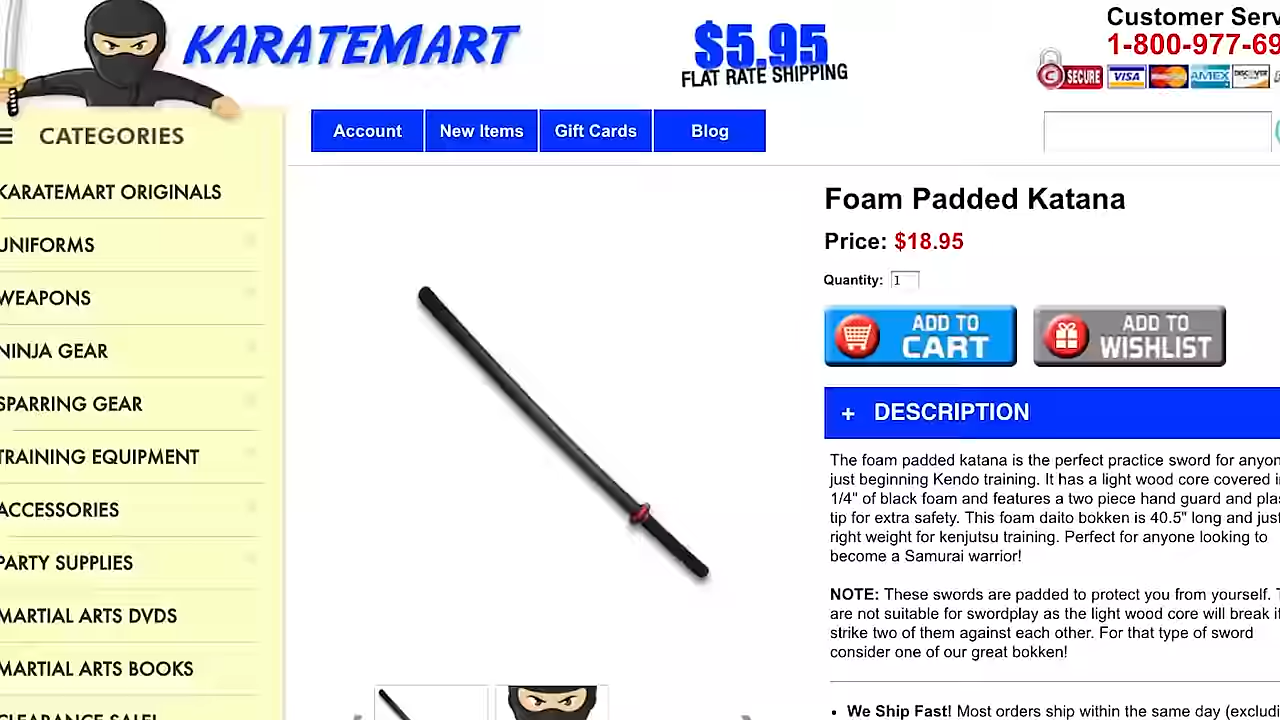 KARATEMART
$5.95
FLAT RATE SHIPPING
Customer Serv
1-800-977-69
SECURE VISA MasterCard AMEX DISCOVER
CATEGORIES
Account
New Items
Gift Cards
Blog
KARATEMART ORIGINALS
UNIFORMS
WEAPONS
NINJA GEAR
SPARRING GEAR
TRAINING EQUIPMENT
ACCESSORIES
PARTY SUPPLIES
MARTIAL ARTS DVDS
MARTIAL ARTS BOOKS
CLEARANCE SALE!
Foam Padded Katana
Price: $18.95
Quantity: 1
ADD TO CART
ADD TO WISHLIST
+ DESCRIPTION
The foam padded katana is the perfect practice sword for anyon
just beginning Kendo training. It has a light wood core covered i
1/4" of black foam and features a two piece hand guard and pla
tip for extra safety. This foam daito bokken is 40.5" long and just
right weight for kenjutsu training. Perfect for anyone looking to
become a Samurai warrior!
NOTE: These swords are padded to protect you from yourself. T
are not suitable for swordplay as the light wood core will break i
strike two of them against each other. For that type of sword
consider one of our great bokken!
• We Ship Fast! Most orders ship within the same day (excludi